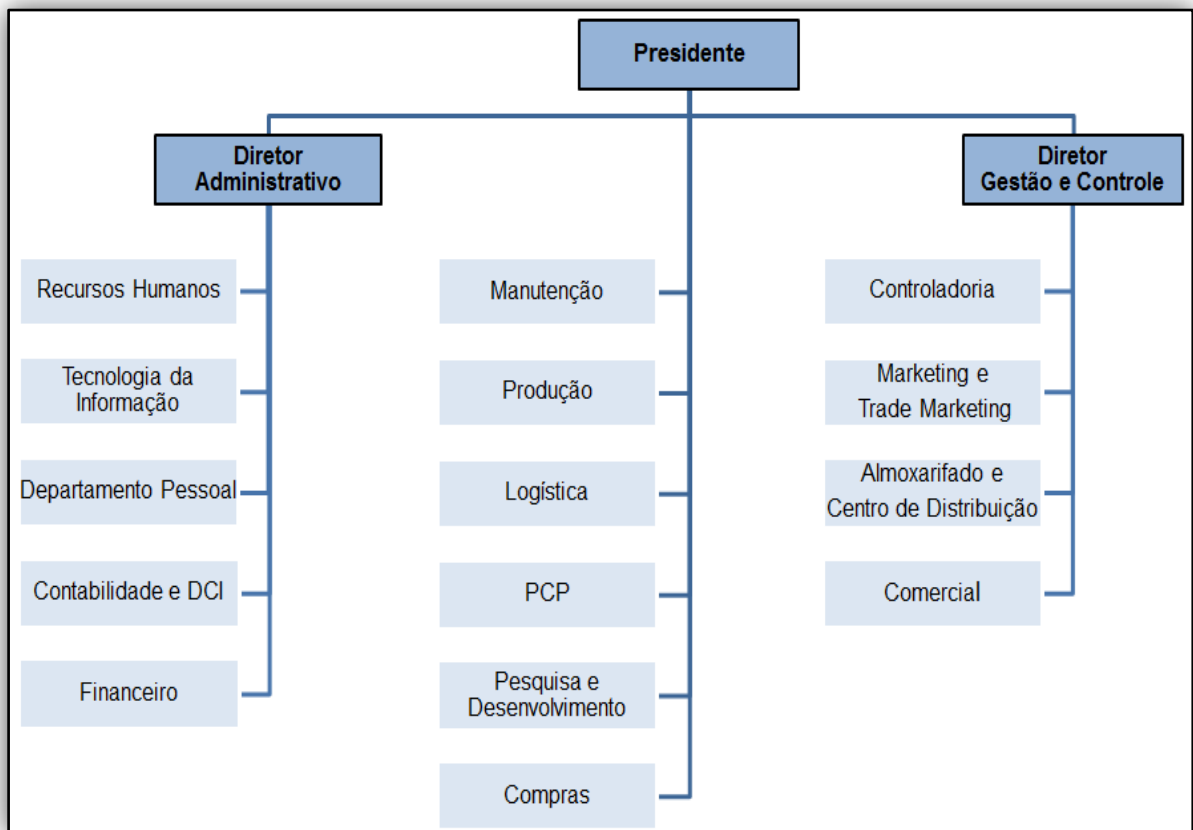 Presidente
Diretor
Administrativo
Diretor
Gestão e Controle
Recursos Humanos
Tecnologia da
Informação
Departamento Pessoal
Contabilidade e DCI
Financeiro
Manutenção
Produção
Logística
PCP
Pesquisa e
Desenvolvimento
Compras
Controladoria
Marketing e
Trade Marketing
Almoxarifado e
Centro de Distribuição
Comercial